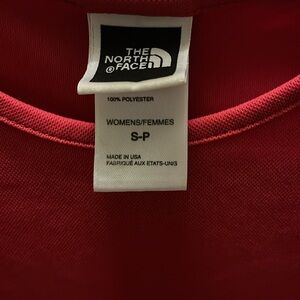 THE
NORTH
FACE
®
100% POLYESTER
WOMENS/FEMMES
S-P
MADE IN USA
FABRIQUÉ AUX ETATS-UNIS